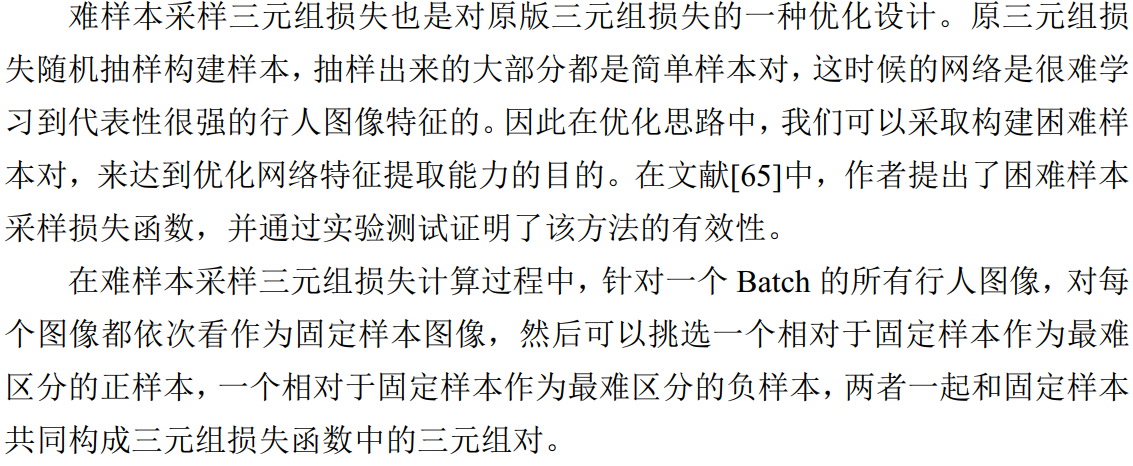 难样本采样三元组损失也是对原版三元组损失的一种优化设计。原三元组损
失随机抽样构建样本，抽样出来的大部分都是简单样本对，这时候的网络是很难学
习到代表性很强的行人图像特征的。因此在优化思路中，我们可以采取构建困难样
本对，来达到优化网络特征提取能力的目的。在文献[65]中，作者提出了困难样本
采样损失函数，并通过实验测试证明了该方法的有效性。
在难样本采样三元组损失计算过程中，针对一个 Batch 的所有行人图像，对每
个图像都依次看作为固定样本图像，然后可以挑选一个相对于固定样本作为最难
区分的正样本，一个相对于固定样本作为最难区分的负样本，两者一起和固定样本
共同构成三元组损失函数中的三元组对。